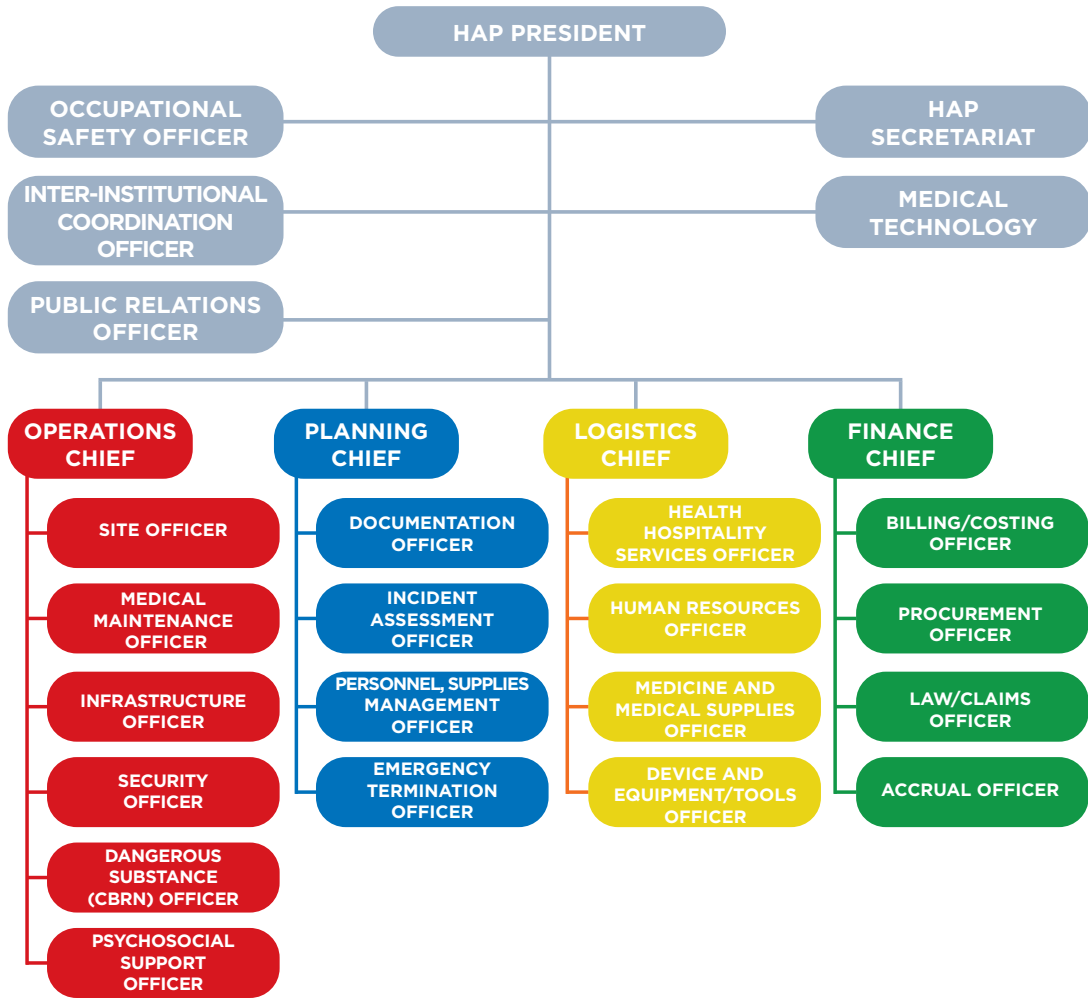 HAP PRESIDENT
OCCUPATIONAL
SAFETY OFFICER
HAP
SECRETARIAT
INTER-INSTITUTIONAL
COORDINATION
OFFICER
MEDICAL
TECHNOLOGY
PUBLIC RELATIONS
OFFICER
OPERATIONS
CHIEF
SITE OFFICER
MEDICAL
MAINTENANCE
OFFICER
INFRASTRUCTURE
OFFICER
SECURITY
OFFICER
DANGEROUS
SUBSTANCE
(CBRN) OFFICER
PSYCHOSOCIAL
SUPPORT
OFFICER
PLANNING
CHIEF
DOCUMENTATION
OFFICER
INCIDENT
ASSESSMENT
OFFICER
PERSONNEL, SUPPLIES
MANAGEMENT
OFFICER
EMERGENCY
TERMINATION
OFFICER
LOGISTICS
CHIEF
HEALTH
HOSPITALITY
SERVICES OFFICER
HUMAN RESOURCES
OFFICER
MEDICINE AND
MEDICAL SUPPLIES
OFFICER
DEVICE AND
EQUIPMENT/TOOLS
OFFICER
FINANCE
CHIEF
BILLING/COSTING
OFFICER
PROCUREMENT
OFFICER
LAW/CLAIMS
OFFICER
ACCRUAL OFFICER